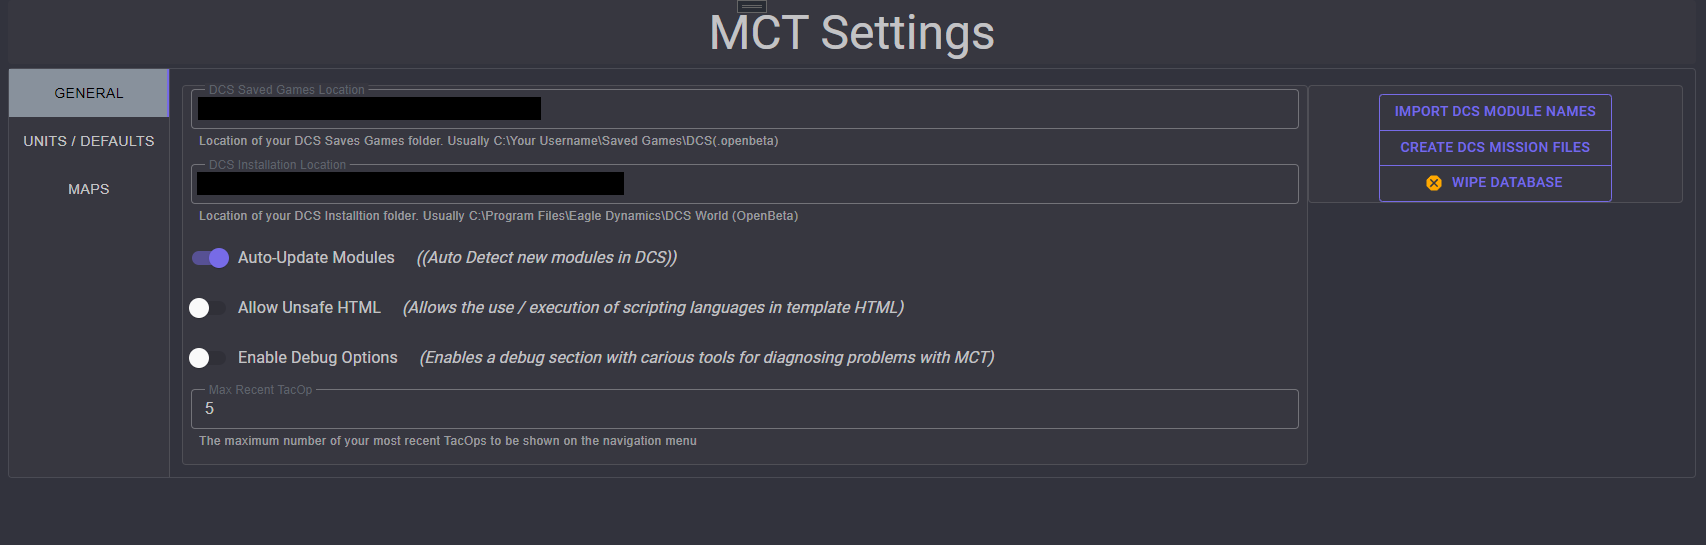 MCT Settings
GENERAL
UNITS / DEFAULTS
MAPS
DCS Saved Games Location
Location of your DCS Saves Games folder. Usually C:\Your Username\Saved Games\DCS(.openbeta)
DCS Installation Location
Location of your DCS Installtion folder. Usually C:\Program Files\Eagle Dynamics\DCS World (OpenBeta)
Auto-Update Modules ((Auto Detect new modules in DCS))
Allow Unsafe HTML (Allows the use / execution of scripting languages in template HTML)
Enable Debug Options (Enables a debug section with carious tools for diagnosing problems with MCT)
Max Recent TacOp
5
The maximum number of your most recent TacOps to be shown on the navigation menu
IMPORT DCS MODULE NAMES
CREATE DCS MISSION FILES
WIPE DATABASE